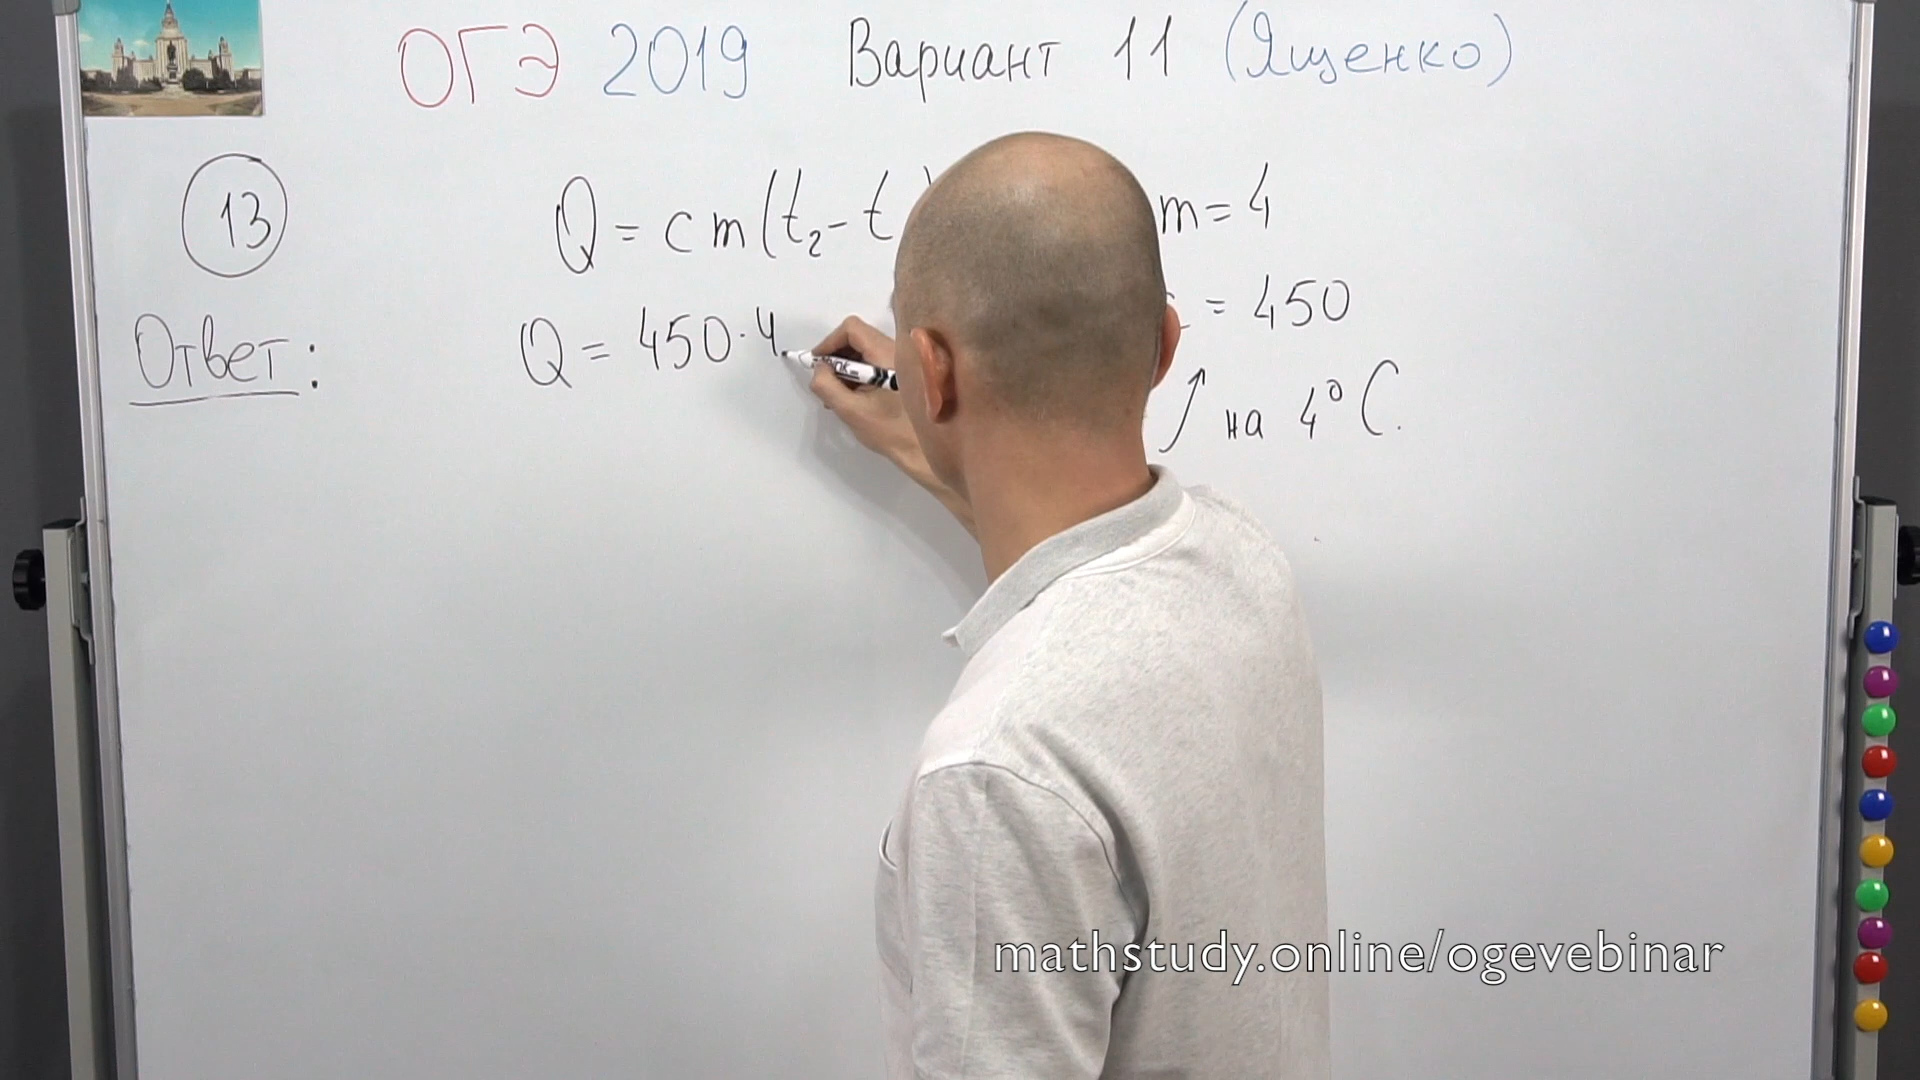 ОГЭ 2019 Вариант 11 (Ященко)
13
Q = cm(t₂ - t
m = 4
Q = 450 · 4
= 450
Ответ:
на 4° C.
mathstudy.online/ogevebinar